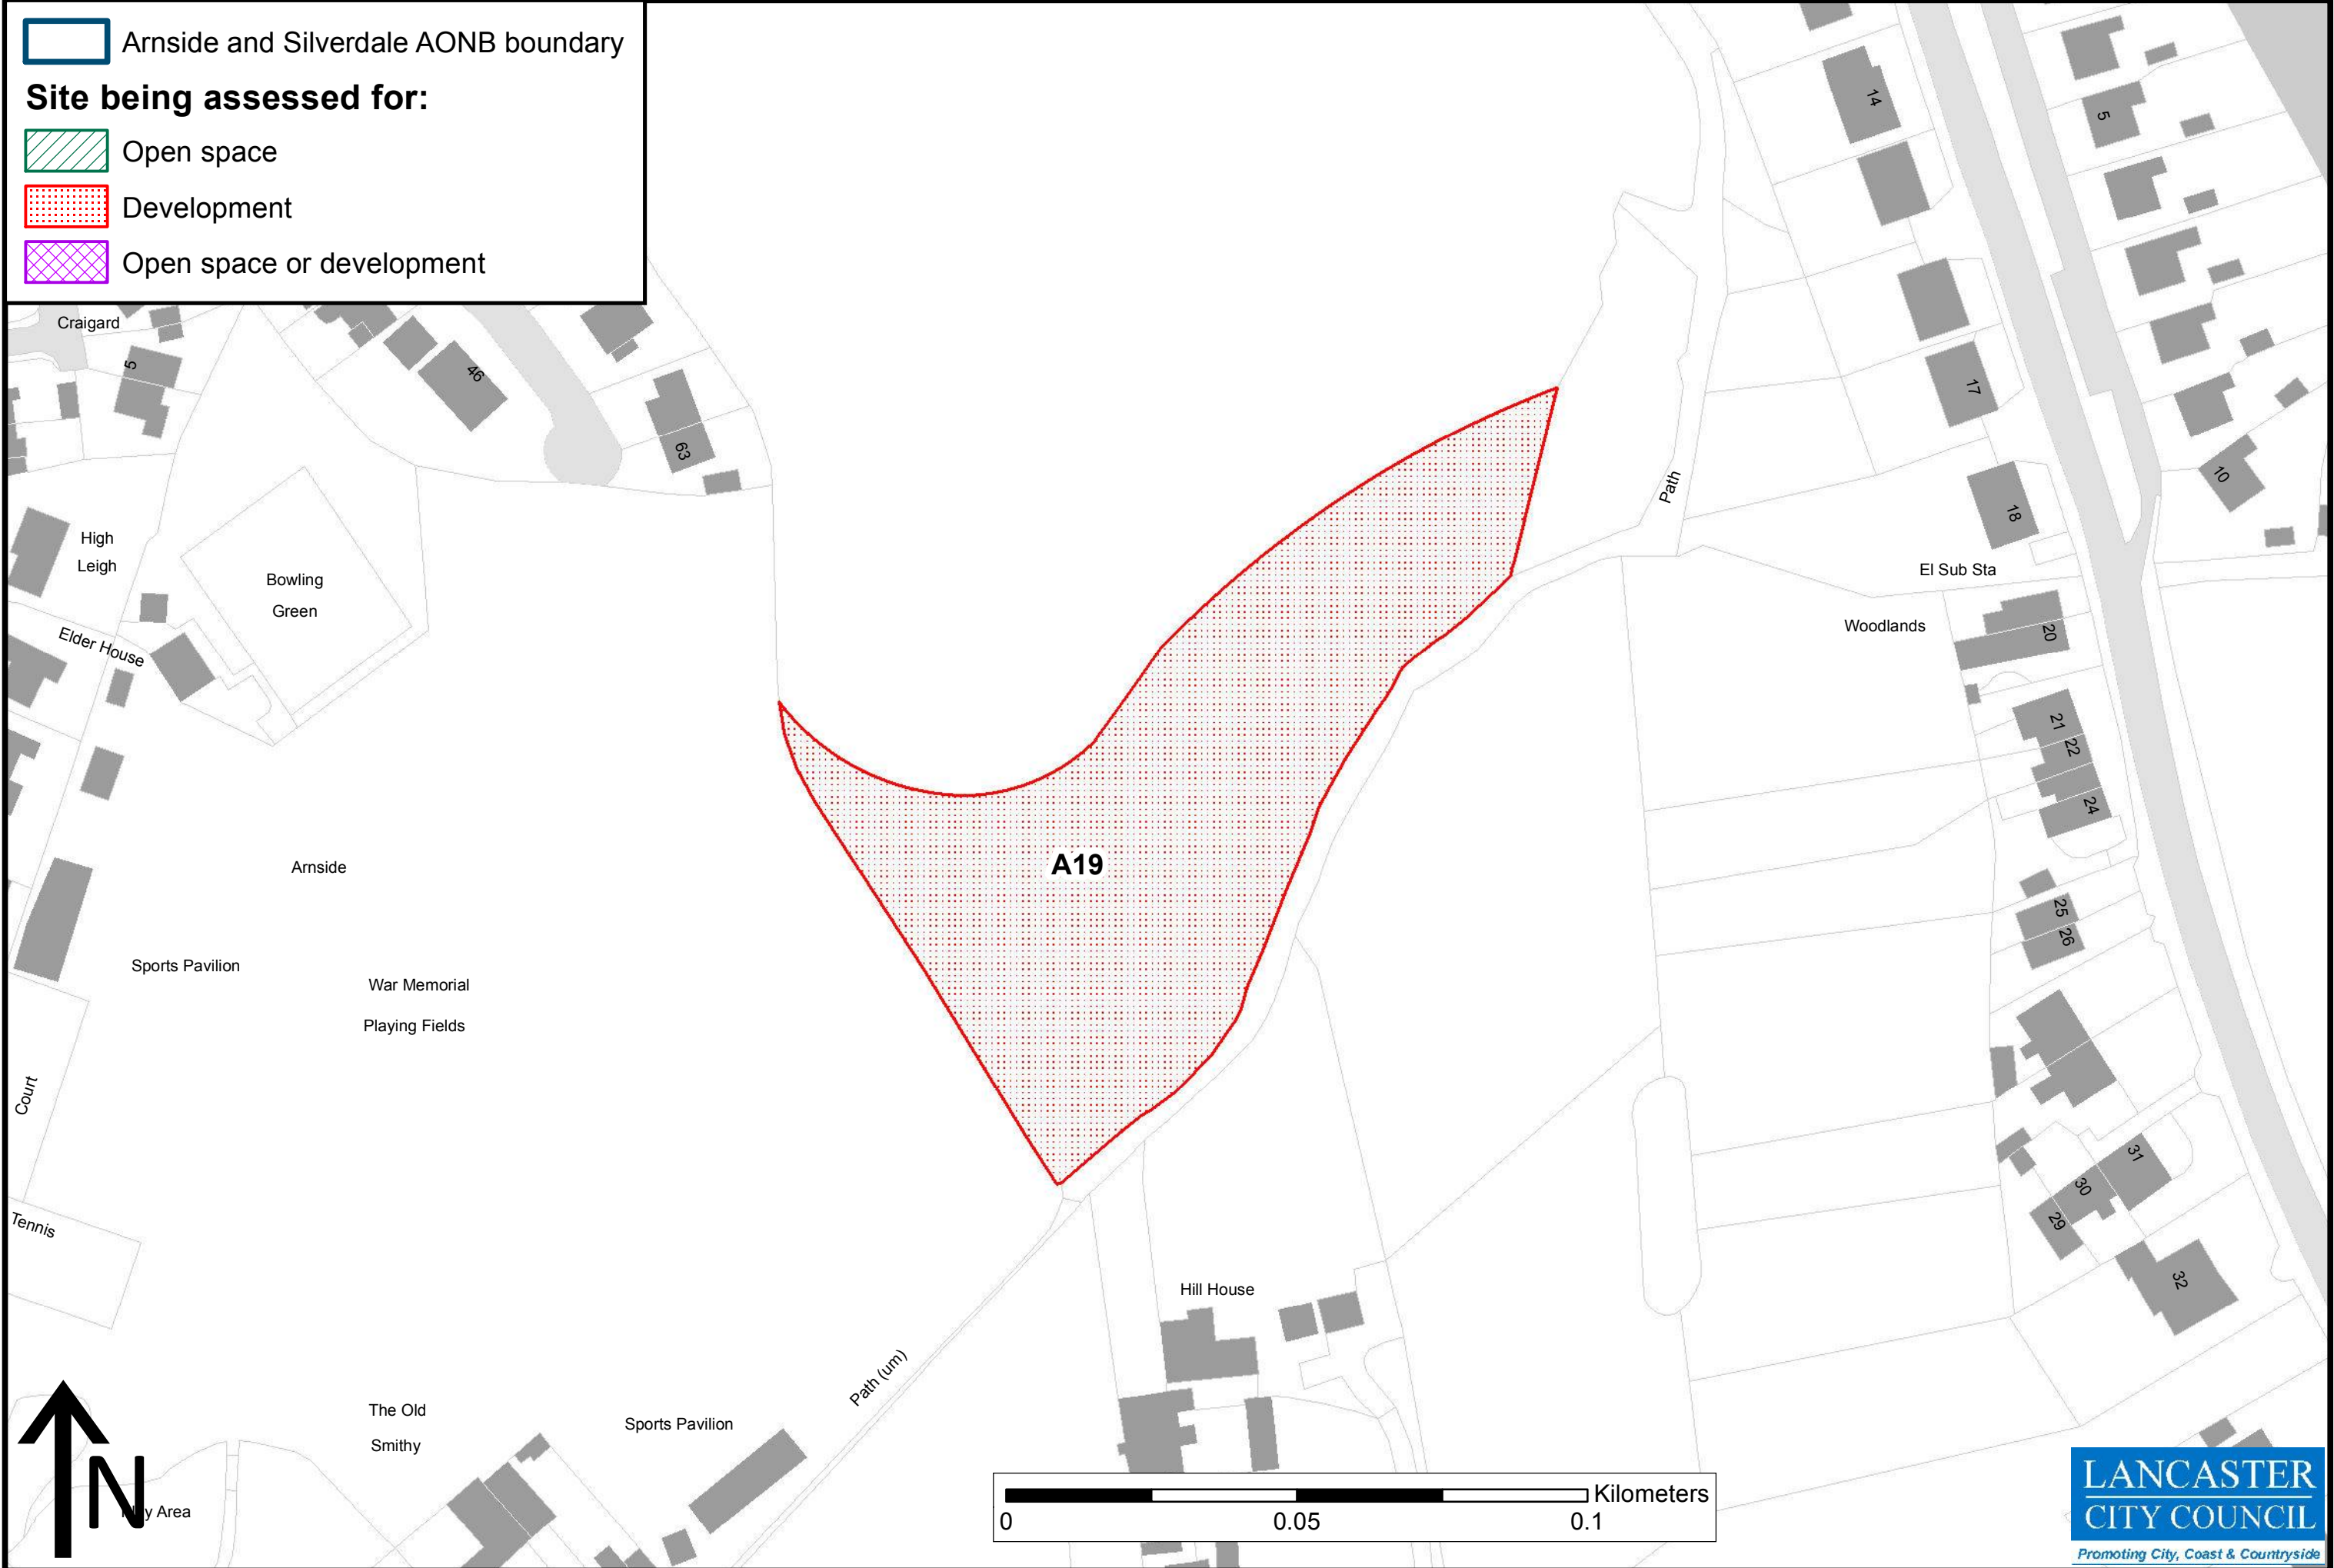 Arnside and Silverdale AONB boundary
Site being assessed for:
Open space
Development
Open space or development
Craigard
5
46
63
High
Leigh
Bowling
Green
Elder House
Arnside
Sports Pavilion
War Memorial
Playing Fields
Court
Tennis
A19
Path
14
5
17
18
10
El Sub Sta
Woodlands
20
21
22
24
25
26
31
30
29
32
Hill House
Path (um)
The Old
Smithy
Sports Pavilion
N
Area
Kilometers
0
0.05
0.1
LANCASTER
CITY COUNCIL
Promoting City, Coast & Countryside